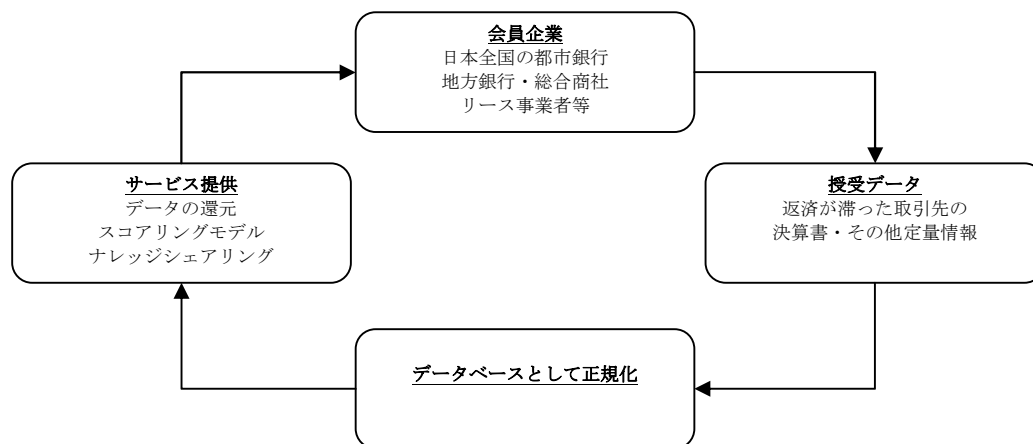 会員企業
日本全国の都市銀行
地方銀行・総合商社
リース事業者等
サービス提供
データの還元
スコアリングモデル
ナレッジシェアリング
授受データ
返済が滞った取引先の
決算書・その他定量情報
データベースとして正規化